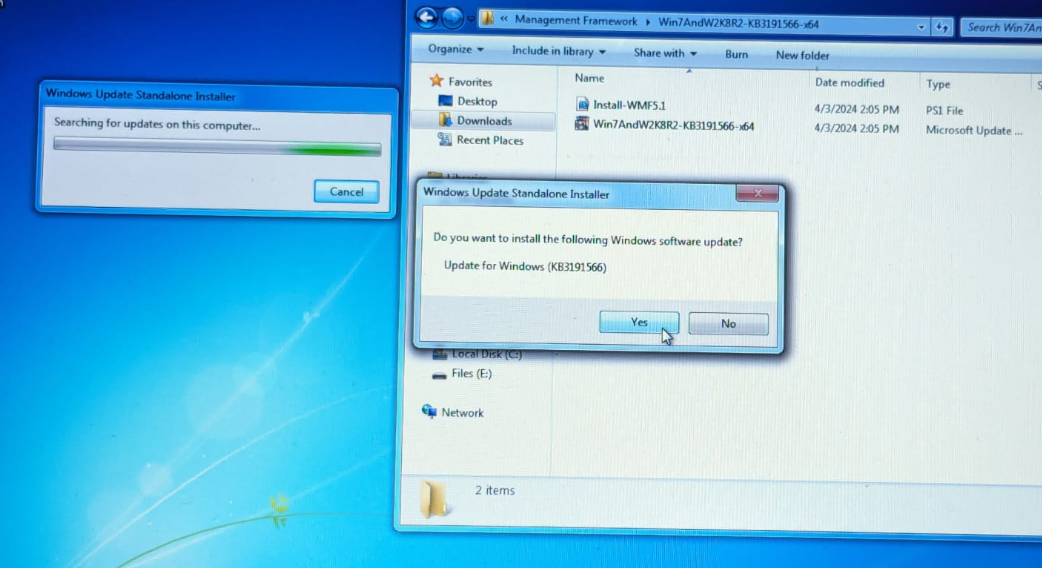 Windows Update Standalone Installer
Searching for updates on this computer...
Cancel
« Management Framework Win7AndW2K8R2-KB3191566-x64
Search Win7An
Organize
Include in library
Share with
Burn
New folder
Favorites
Desktop
Downloads
Recent Places
Libraries
Name
Date modified
Type
Install-WMF5.1
4/3/2024 2:05 PM
PS1 File
Win7AndW2K8R2-KB3191566-x64
4/3/2024 2:05 PM
Microsoft Update ...
Windows Update Standalone Installer
Do you want to install the following Windows software update?
Update for Windows (KB3191566)
Yes
No
Local Disk (C:)
Files (E:)
Network
2 items